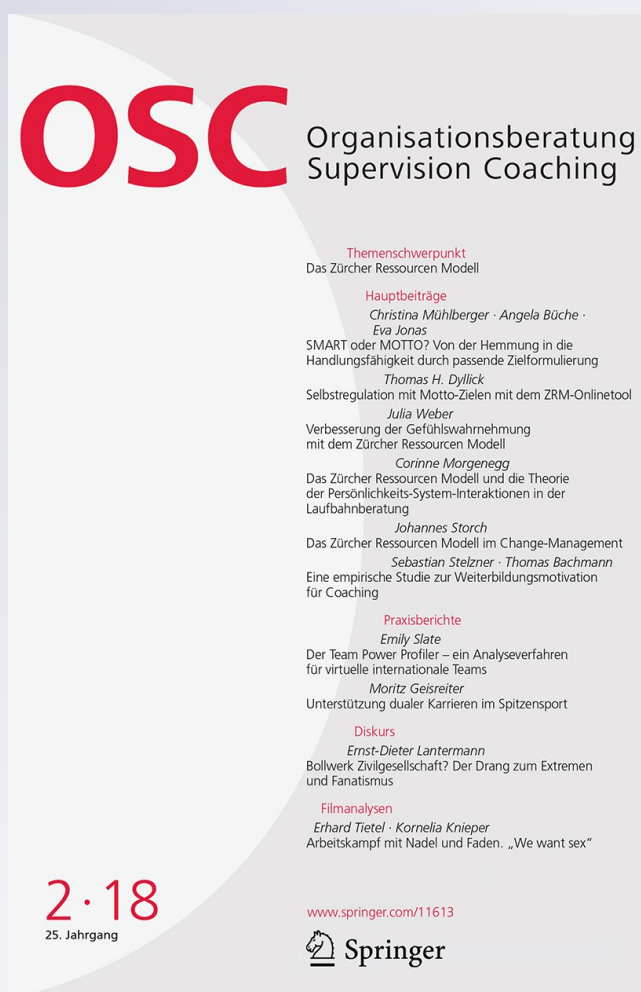 OSC
Organisationsberatung
Supervision Coaching
Themenschwerpunkt
Das Zürcher Ressourcen Modell
Hauptbeiträge
Christina Mühlberger · Angela Büche ·
Eva Jonas
SMART oder MOTTO? Von der Hemmung in die
Handlungsfähigkeit durch passende Zielformulierung
Thomas H. Dyllick
Selbstregulation mit Motto-Zielen mit dem ZRM-Onlinetool
Julia Weber
Verbesserung der Gefühlswahrnehmung
mit dem Zürcher Ressourcen Modell
Corinne Morgenegg
Das Zürcher Ressourcen Modell und die Theorie
der Persönlichkeits-System-Interaktionen in der
Laufbahnberatung
Johannes Storch
Das Zürcher Ressourcen Modell im Change-Management
Sebastian Stelzner · Thomas Bachmann
Eine empirische Studie zur Weiterbildungsmotivation
für Coaching
Praxisberichte
Emily Slate
Der Team Power Profiler – ein Analyseverfahren
für virtuelle internationale Teams
Moritz Geisreiter
Unterstützung dualer Karrieren im Spitzensport
Diskurs
Ernst-Dieter Lantermann
Bollwerk Zivilgesellschaft? Der Drang zum Extremen
und Fanatismus
Filmanalysen
Erhard Tietel · Kornelia Knieper
Arbeitskampf mit Nadel und Faden. „We want sex“
2 · 18
25. Jahrgang
www.springer.com/11613
Springer